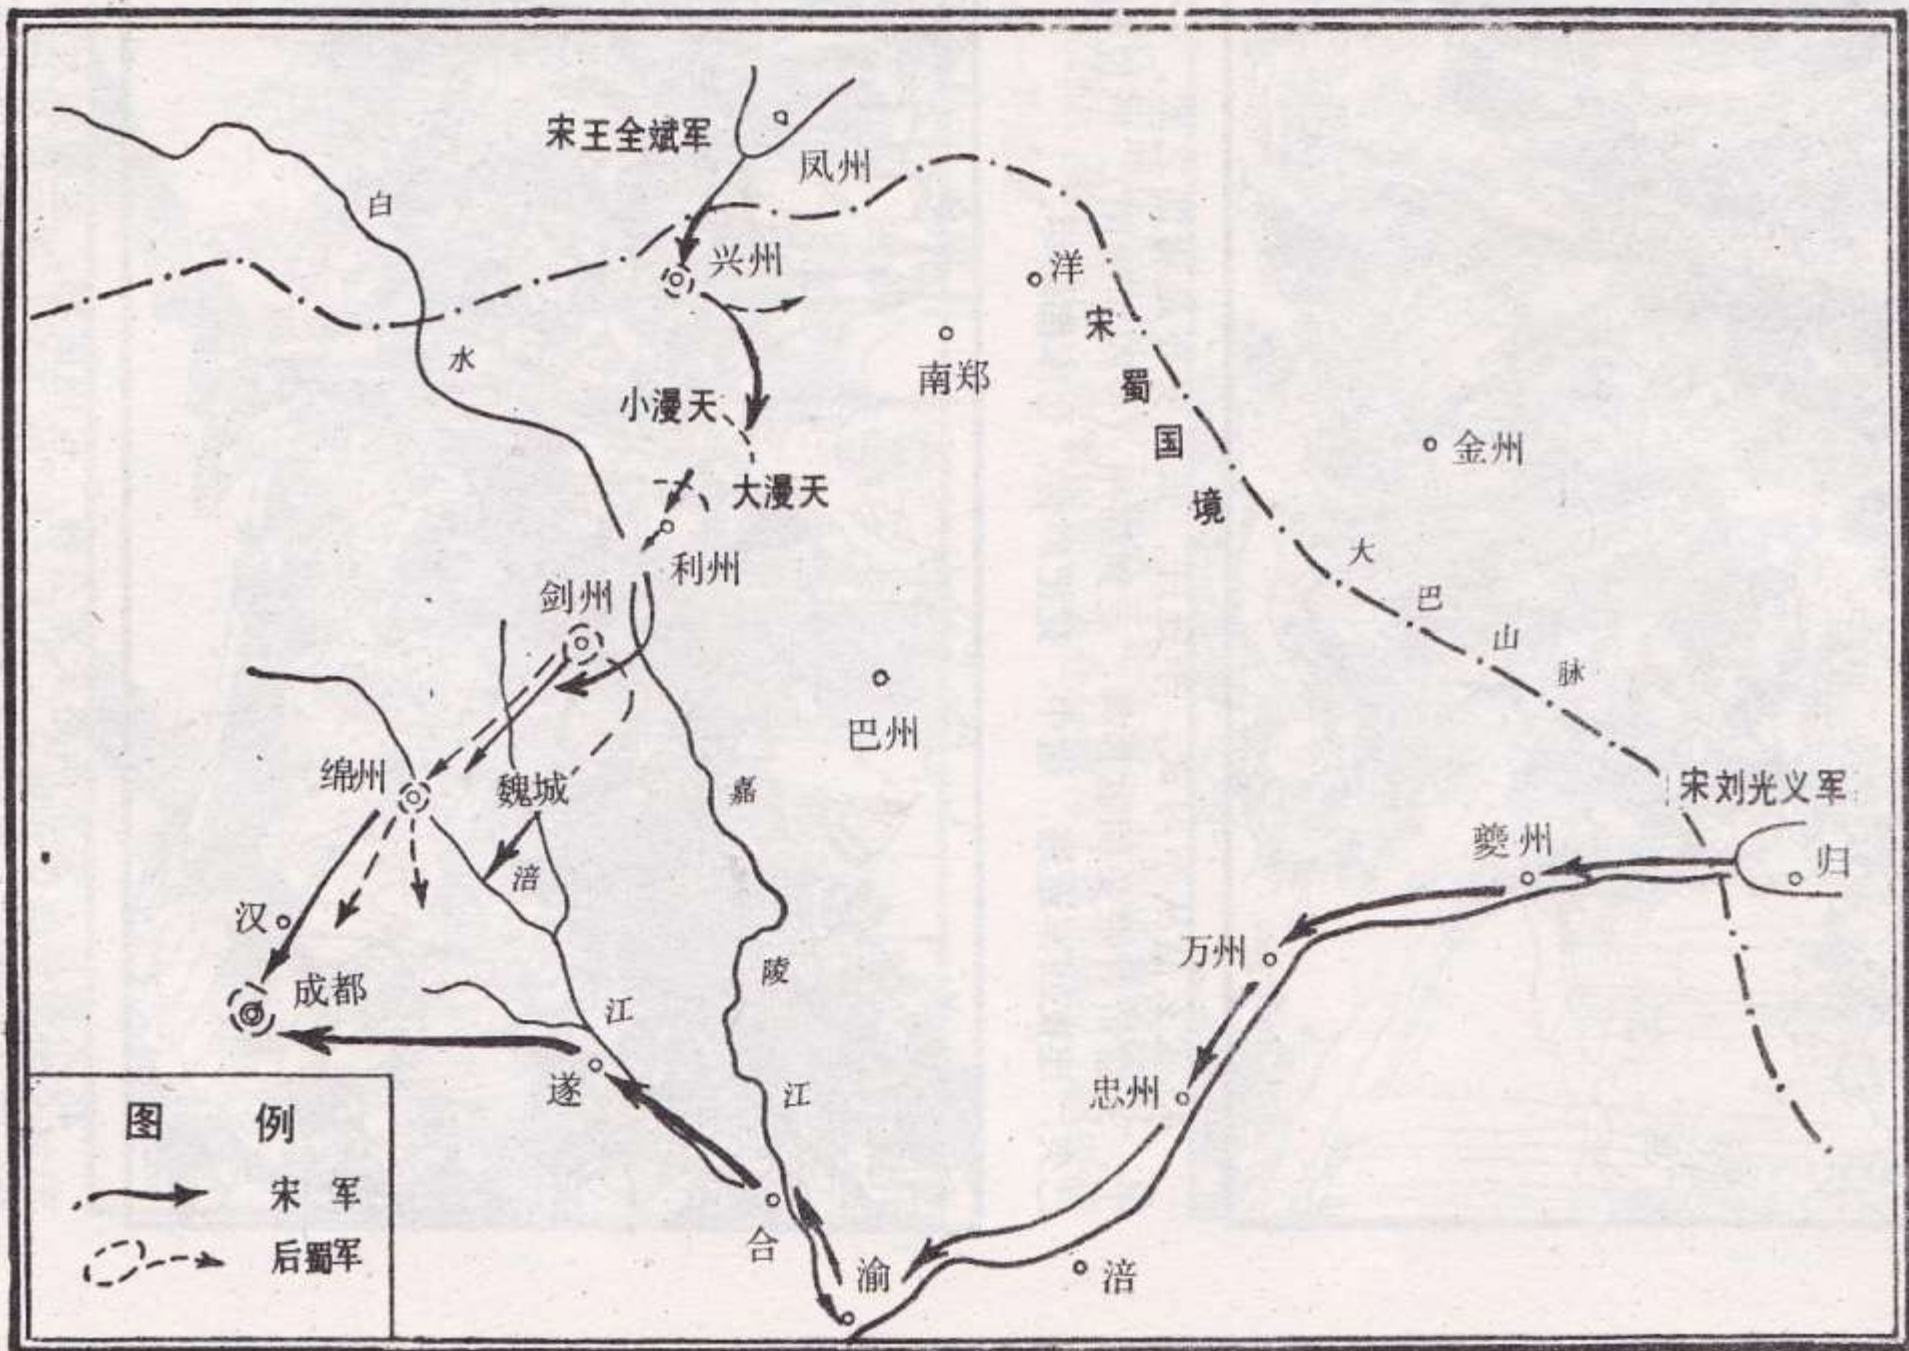 宋王全斌军
凤州
白
水
兴州
洋
宋
蜀
国
境
南郑
小漫天
金州
大漫天
大
巴
山
脉
利州
剑州
巴州
绵州
魏城
嘉
陵
江
宋刘光义军
夔州
归
涪
江
汉
万州
成都
遂
忠州
合
渝
涪
图 例
宋 军
后蜀军